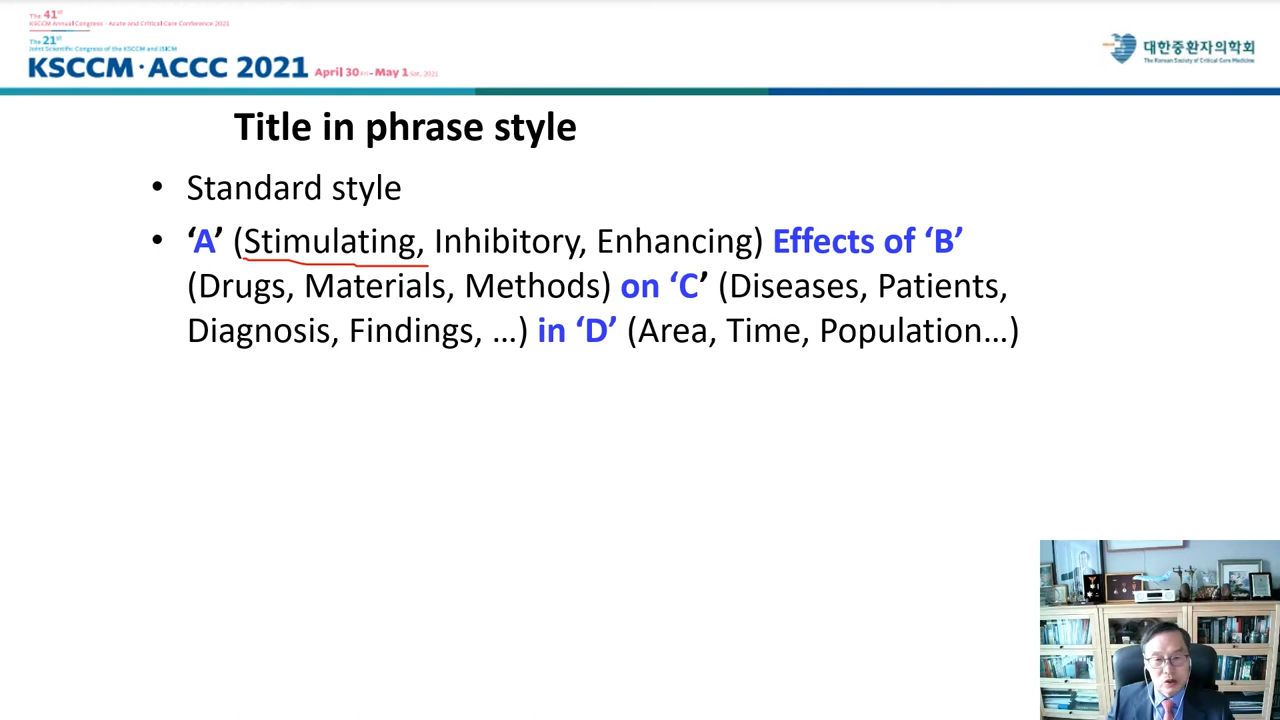 The 41st
KSCCM Annual Congress · Acute and Critical Care Conference 2021
The 21st
Joint Scientific Congress of the KSCCM and JSICM
KSCCM · ACCC 2021 April 30 Fri – May 1 Sat, 2021
대한중환자의학회
The Korean Society of Critical Care Medicine
Title in phrase style
• Standard style
• ‘A’ (Stimulating, Inhibitory, Enhancing) Effects of ‘B’
(Drugs, Materials, Methods) on ‘C’ (Diseases, Patients,
Diagnosis, Findings, …) in ‘D’ (Area, Time, Population…)